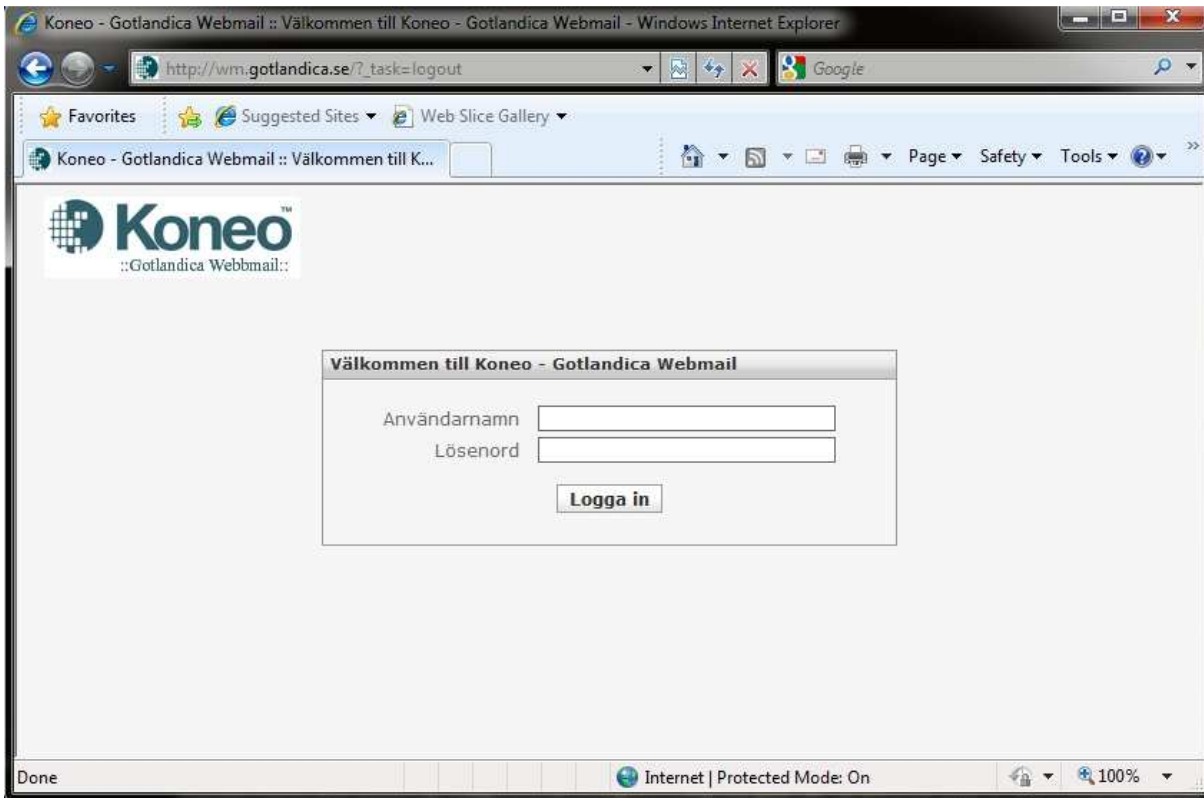 Koneo - Gotlandica Webmail :: Välkommen till Koneo - Gotlandica Webmail - Windows Internet Explorer
http://wm.gotlandica.se/?_task=logout
Google
Favorites
Suggested Sites
Web Slice Gallery
Koneo - Gotlandica Webmail :: Välkommen till K...
Page
Safety
Tools
Koneo™
::Gotlandica Webbmail::
Välkommen till Koneo - Gotlandica Webmail
Användarnamn
Lösenord
Logga in
Done
Internet | Protected Mode: On
100%